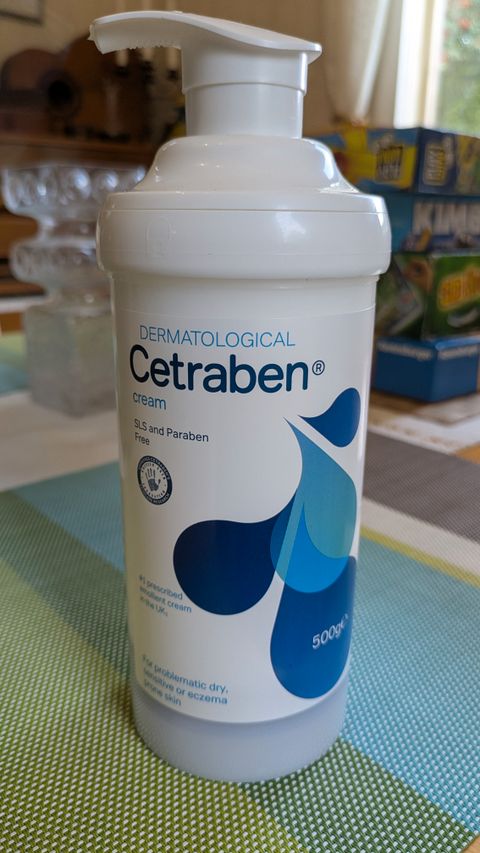 DERMATOLOGICAL
Cetraben®
cream
SLS and Paraben
Free
#1 prescribed
emollient cream
in the UK
500g℮
For problematic dry,
sensitive or eczema
prone skin
KIMB